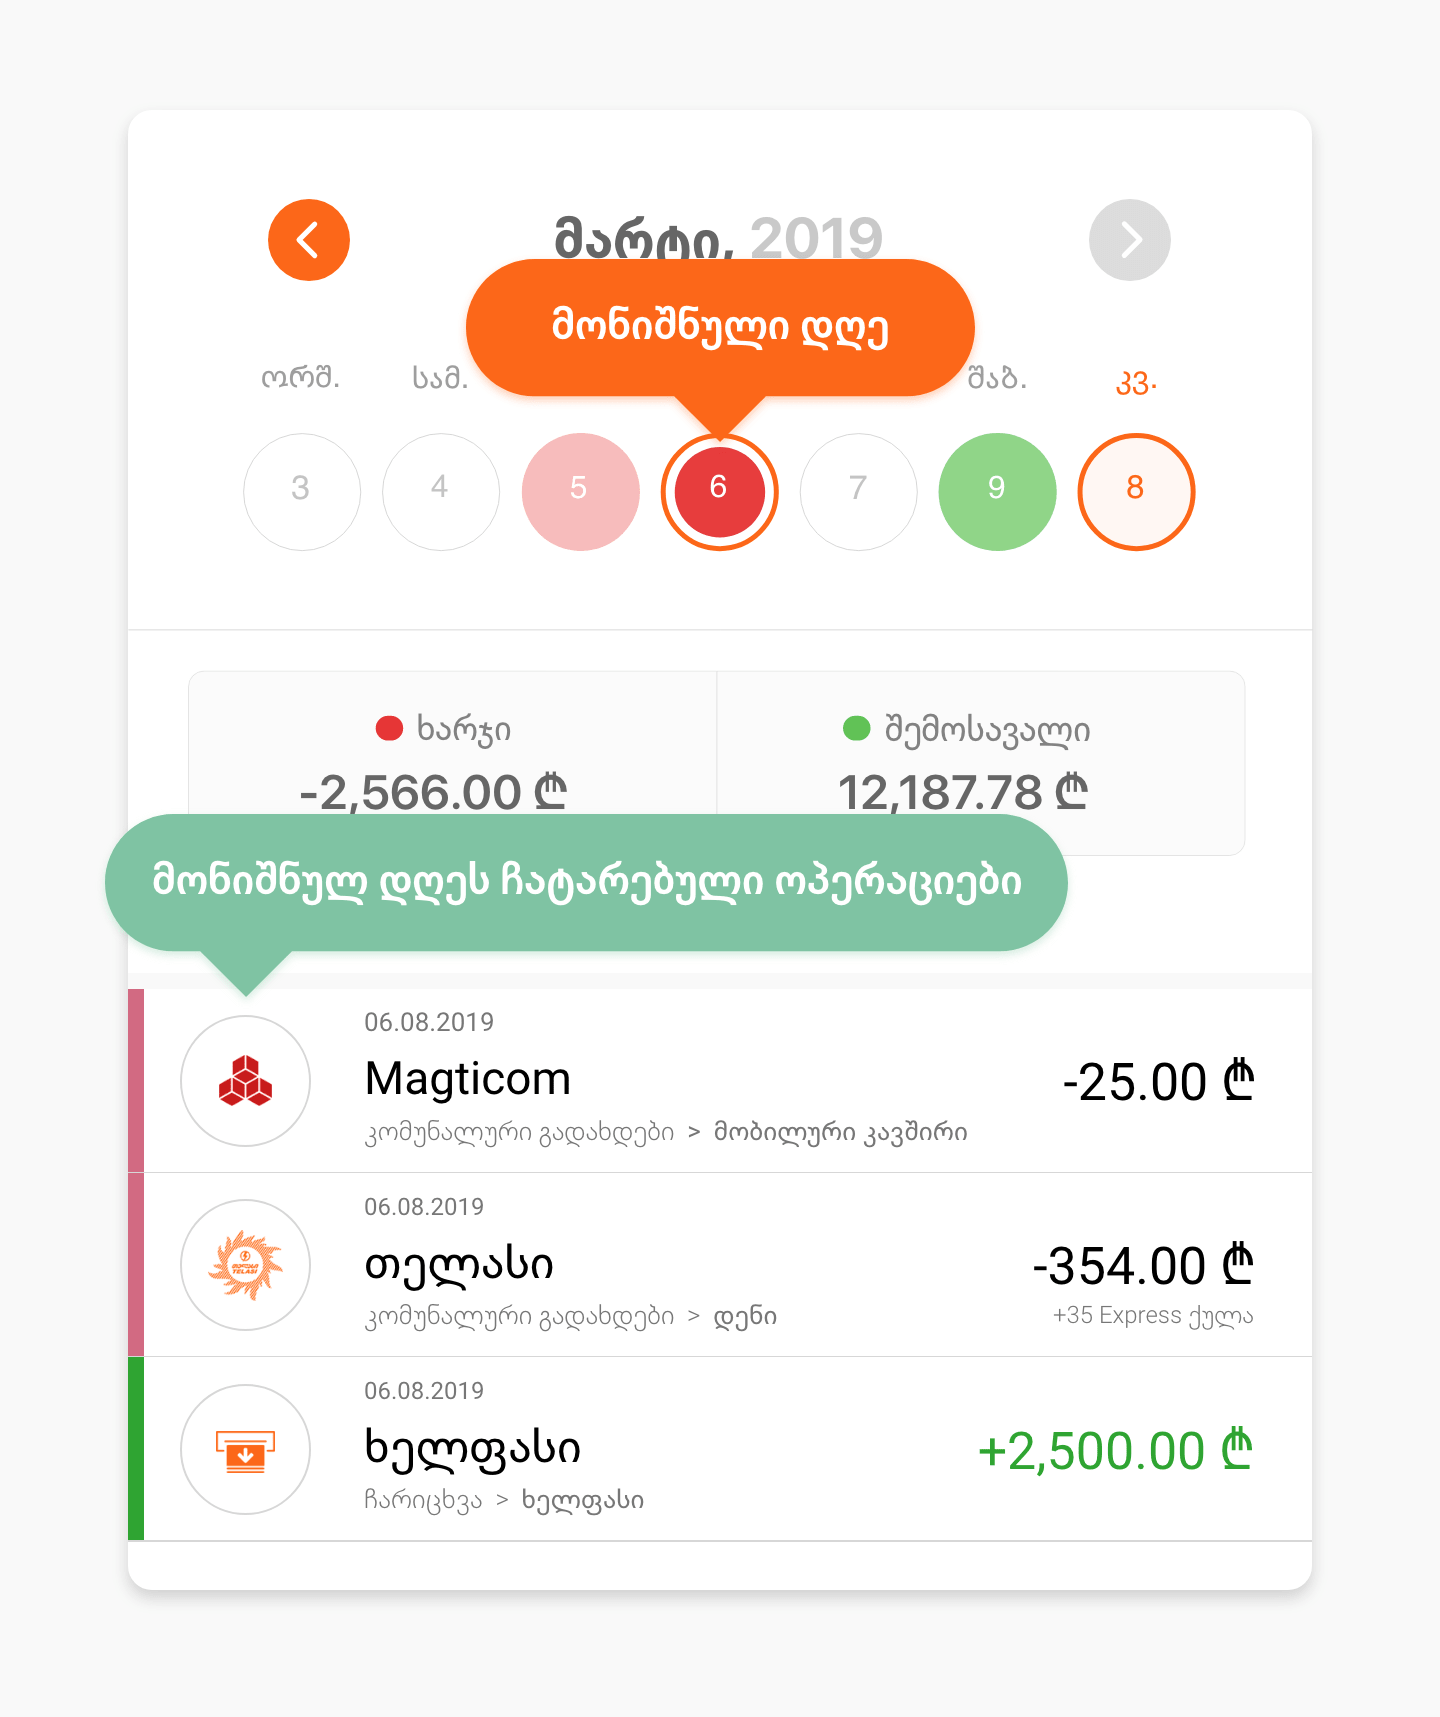 მარტი, 2019
მონიშნული დღე
ორშ. სამ. შაბ. კვ.
3 4 5 6 7 9 8
ხარჯი შემოსავალი
-2,566.00 ₾ 12,187.78 ₾
მონიშნულ დღეს ჩატარებული ოპერაციები
06.08.2019
Magticom -25.00 ₾
კომუნალური გადახდები > მობილური კავშირი
06.08.2019
თელასი -354.00 ₾
კომუნალური გადახდები > დენი +35 Express ქულა
თელასი
TELASI
06.08.2019
ხელფასი +2,500.00 ₾
ჩარიცხვა > ხელფასი